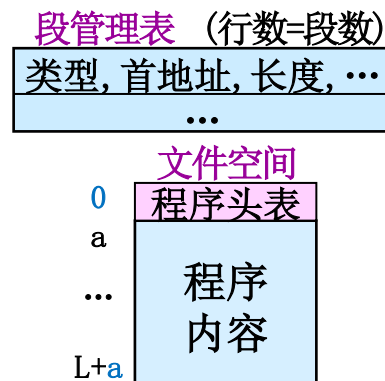 段管理表 (行数=段数)
类型, 首地址, 长度, …
…
文件空间
0 程序头表
a
… 程序
内容
L+a